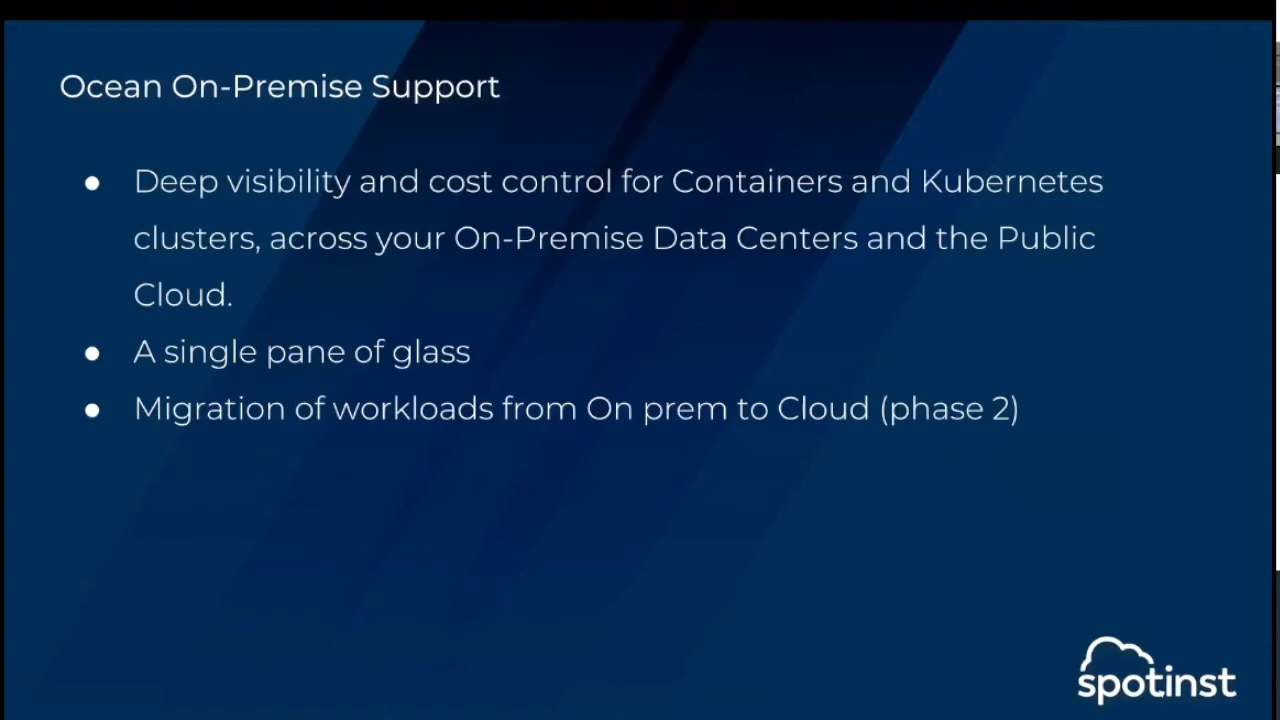 Ocean On-Premise Support
● Deep visibility and cost control for Containers and Kubernetes
clusters, across your On-Premise Data Centers and the Public
Cloud.
● A single pane of glass
● Migration of workloads from On prem to Cloud (phase 2)
spotinst